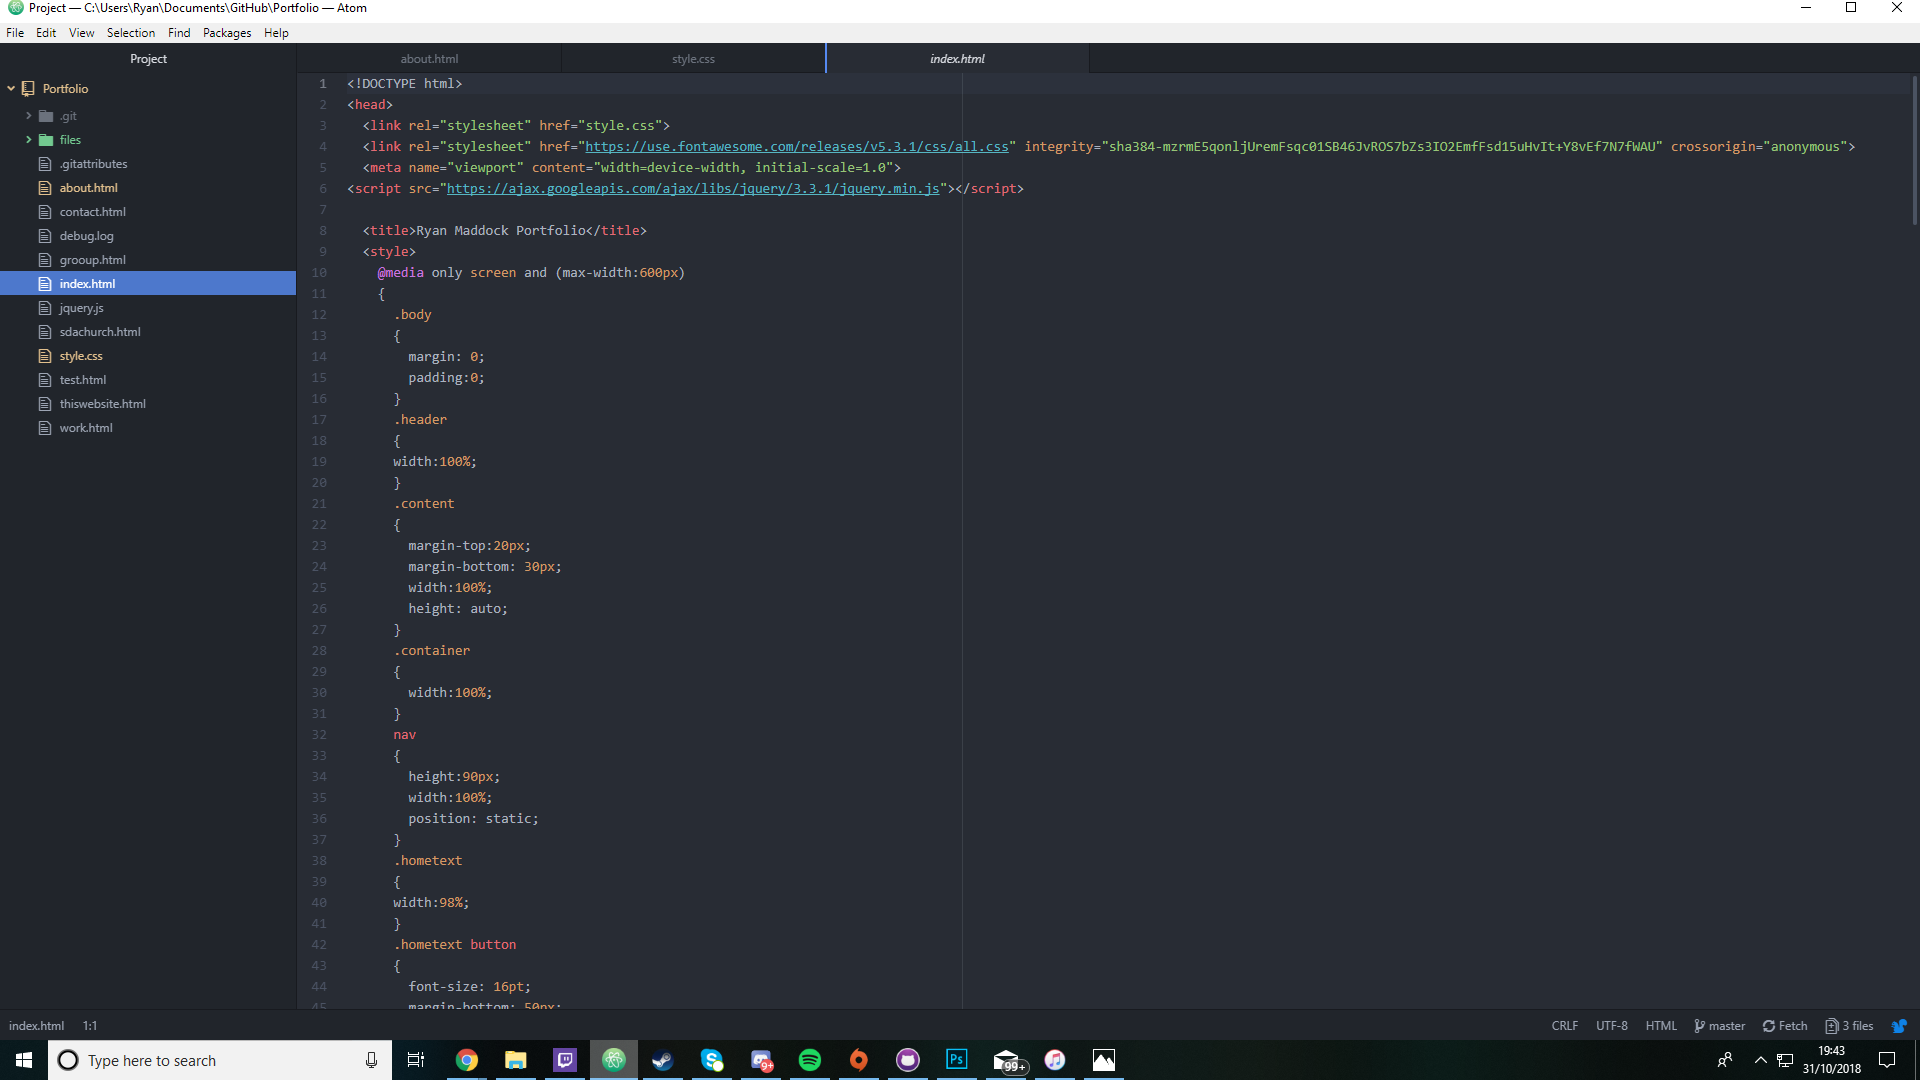 Project — C:\Users\Ryan\Documents\GitHub\Portfolio — Atom
File Edit View Selection Find Packages Help
Project
about.html
style.css
index.html
Portfolio
.git
files
.gitattributes
about.html
contact.html
debug.log
grooup.html
index.html
jquery.js
sdachurch.html
style.css
test.html
thiswebsite.html
work.html
1 <!DOCTYPE html>
2 <head>
3 <link rel="stylesheet" href="style.css">
4 <link rel="stylesheet" href="https://use.fontawesome.com/releases/v5.3.1/css/all.css" integrity="sha384-mzrmE5qonljUremFsqc01SB46JvROS7bZs3IO2EmfFsd15uHvIt+Y8vEf7N7fWAU" crossorigin="anonymous">
5 <meta name="viewport" content="width=device-width, initial-scale=1.0">
6 <script src="https://ajax.googleapis.com/ajax/libs/jquery/3.3.1/jquery.min.js"></script>
7
8 <title>Ryan Maddock Portfolio</title>
9 <style>
10 @media only screen and (max-width:600px)
11 {
12 .body
13 {
14 margin: 0;
15 padding:0;
16 }
17 .header
18 {
19 width:100%;
20 }
21 .content
22 {
23 margin-top:20px;
24 margin-bottom: 30px;
25 width:100%;
26 height: auto;
27 }
28 .container
29 {
30 width:100%;
31 }
32 nav
33 {
34 height:90px;
35 width:100%;
36 position: static;
37 }
38 .hometext
39 {
40 width:98%;
41 }
42 .hometext button
43 {
44 font-size: 16pt;
45 margin-bottom: 50px;
index.html 1:1
CRLF UTF-8 HTML master Fetch 3 files
Type here to search
9+
Ps
99+
19:43
31/10/2018